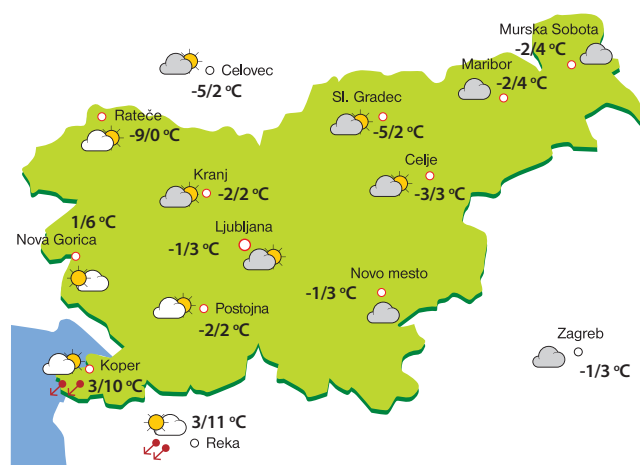 Murska Sobota
-2/4 °C
Maribor
-2/4 °C
Celovec
-5/2 °C
Sl. Gradec
-5/2 °C
Rateče
-9/0 °C
Celje
-3/3 °C
Kranj
-2/2 °C
1/6 °C
Nova Gorica
Ljubljana
-1/3 °C
Novo mesto
-1/3 °C
Postojna
-2/2 °C
Zagreb
-1/3 °C
Koper
3/10 °C
3/11 °C
Reka